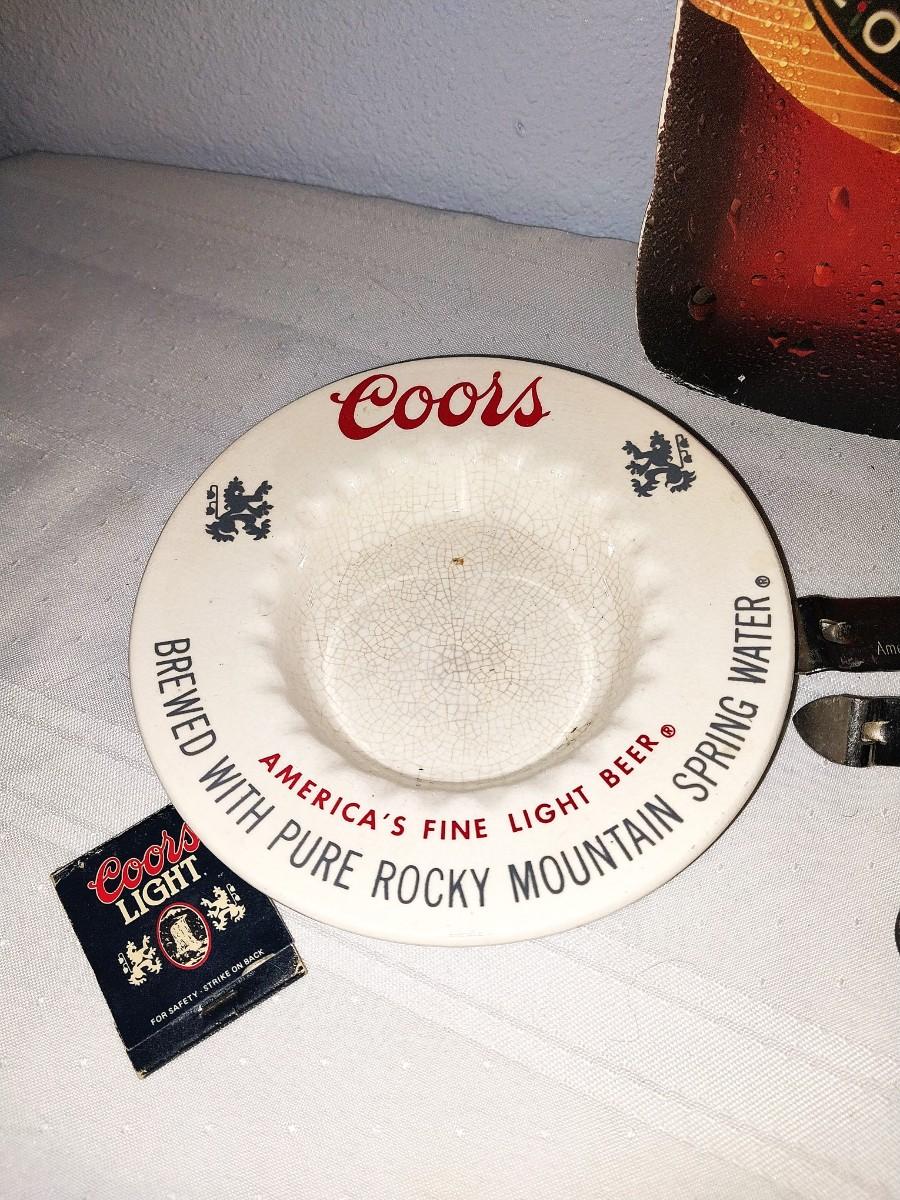 Coors
AMERICA'S FINE LIGHT BEER®
BREWED WITH PURE ROCKY MOUNTAIN SPRING WATER®
Coors
LIGHT
FOR SAFETY - STRIKE ON BACK